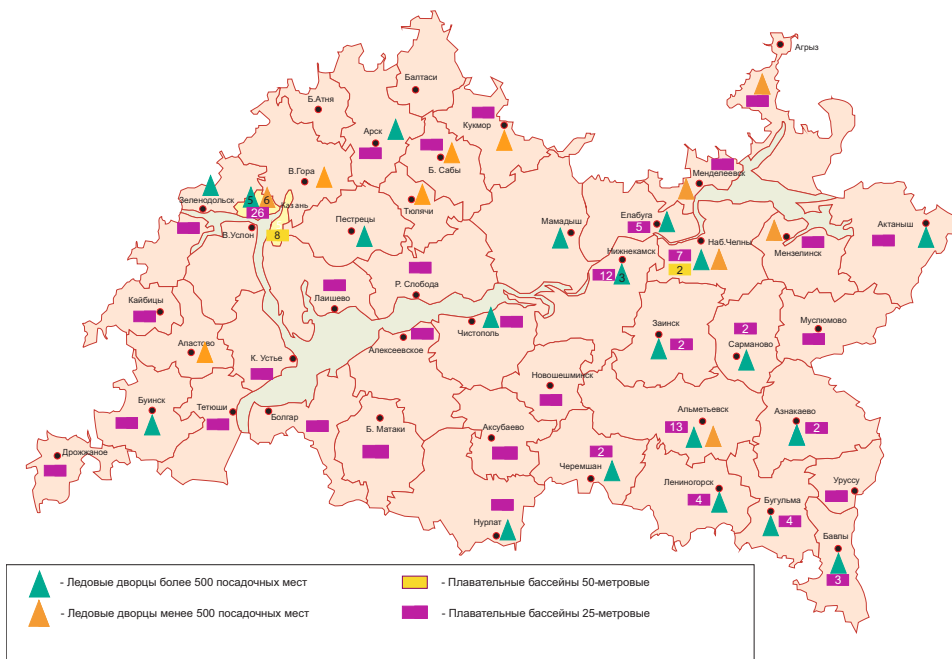 Агрыз
Балтаси
Б.Атня
Кукмор
Арск
Б. Сабы
В.Гора
Менделеевск
Зеленодольск
5
6
Казань
26
Тюлячи
8
В.Услон
Пестрецы
Мамадыш
Елабуга
5
Наб.Челны
7
2
Мензелинск
Актаныш
Нижнекамск
12
3
Кайбицы
Лаишево
Р. Слобода
Чистополь
Алексеевское
Заинск
2
2
Сарманово
Муслюмово
Апастово
К. Устье
Новошешминск
Буинск
Тетюши
Болгар
Б. Матаки
Аксубаево
Альметьевск
13
Азнакаево
2
Дрожжаное
2
Черемшан
Лениногорск
4
Бугульма
4
Уруссу
Нурлат
Бавлы
3
- Ледовые дворцы более 500 посадочных мест
- Плавательные бассейны 50-метровые
- Ледовые дворцы менее 500 посадочных мест
- Плавательные бассейны 25-метровые